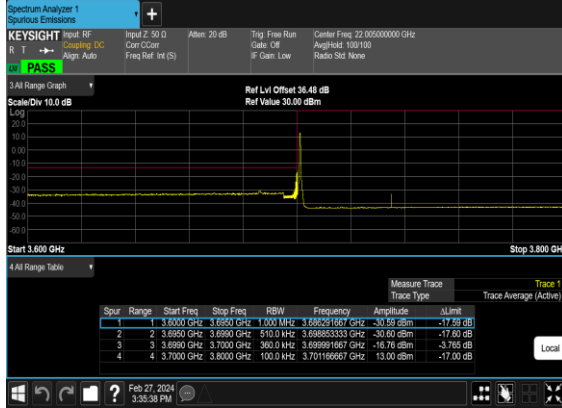 Spectrum Analyzer 1
Spurious Emissions
+
KEYSIGHT Input: RF Input Z: 50 Ω Atten: 20 dB Trig: Free Run Center Freq: 22.005000000 GHz
R T Coupling: DC Corr CCorr Gate: Off Avg|Hold: 100/100
Align: Auto Freq Ref: Int (S) IF Gain: Low Radio Std: None
PASS
3 All Range Graph
Ref Lvl Offset 36.48 dB
Scale/Div 10.0 dB Ref Value 30.00 dBm
Log
20.0
10.0
0.00
-10.0
-20.0
-30.0
-40.0
-50.0
-60.0
Start 3.600 GHz Stop 3.800 GH
4 All Range Table
Measure Trace Trace 1
Trace Type Trace Average (Active)
Spur Range Start Freq Stop Freq RBW Frequency Amplitude ΔLimit
1 1 3.6000 GHz 3.6950 GHz 1.000 MHz 3.686291667 GHz -30.59 dBm -17.59 dB
2 2 3.6950 GHz 3.6990 GHz 510.0 kHz 3.698853333 GHz -30.60 dBm -17.60 dB
3 3 3.6990 GHz 3.7000 GHz 360.0 kHz 3.699991667 GHz -16.76 dBm -3.765 dB
4 4 3.7000 GHz 3.8000 GHz 100.0 kHz 3.701166667 GHz 13.00 dBm -17.00 dB
Local
?
Feb 27, 2024
3:35:38 PM